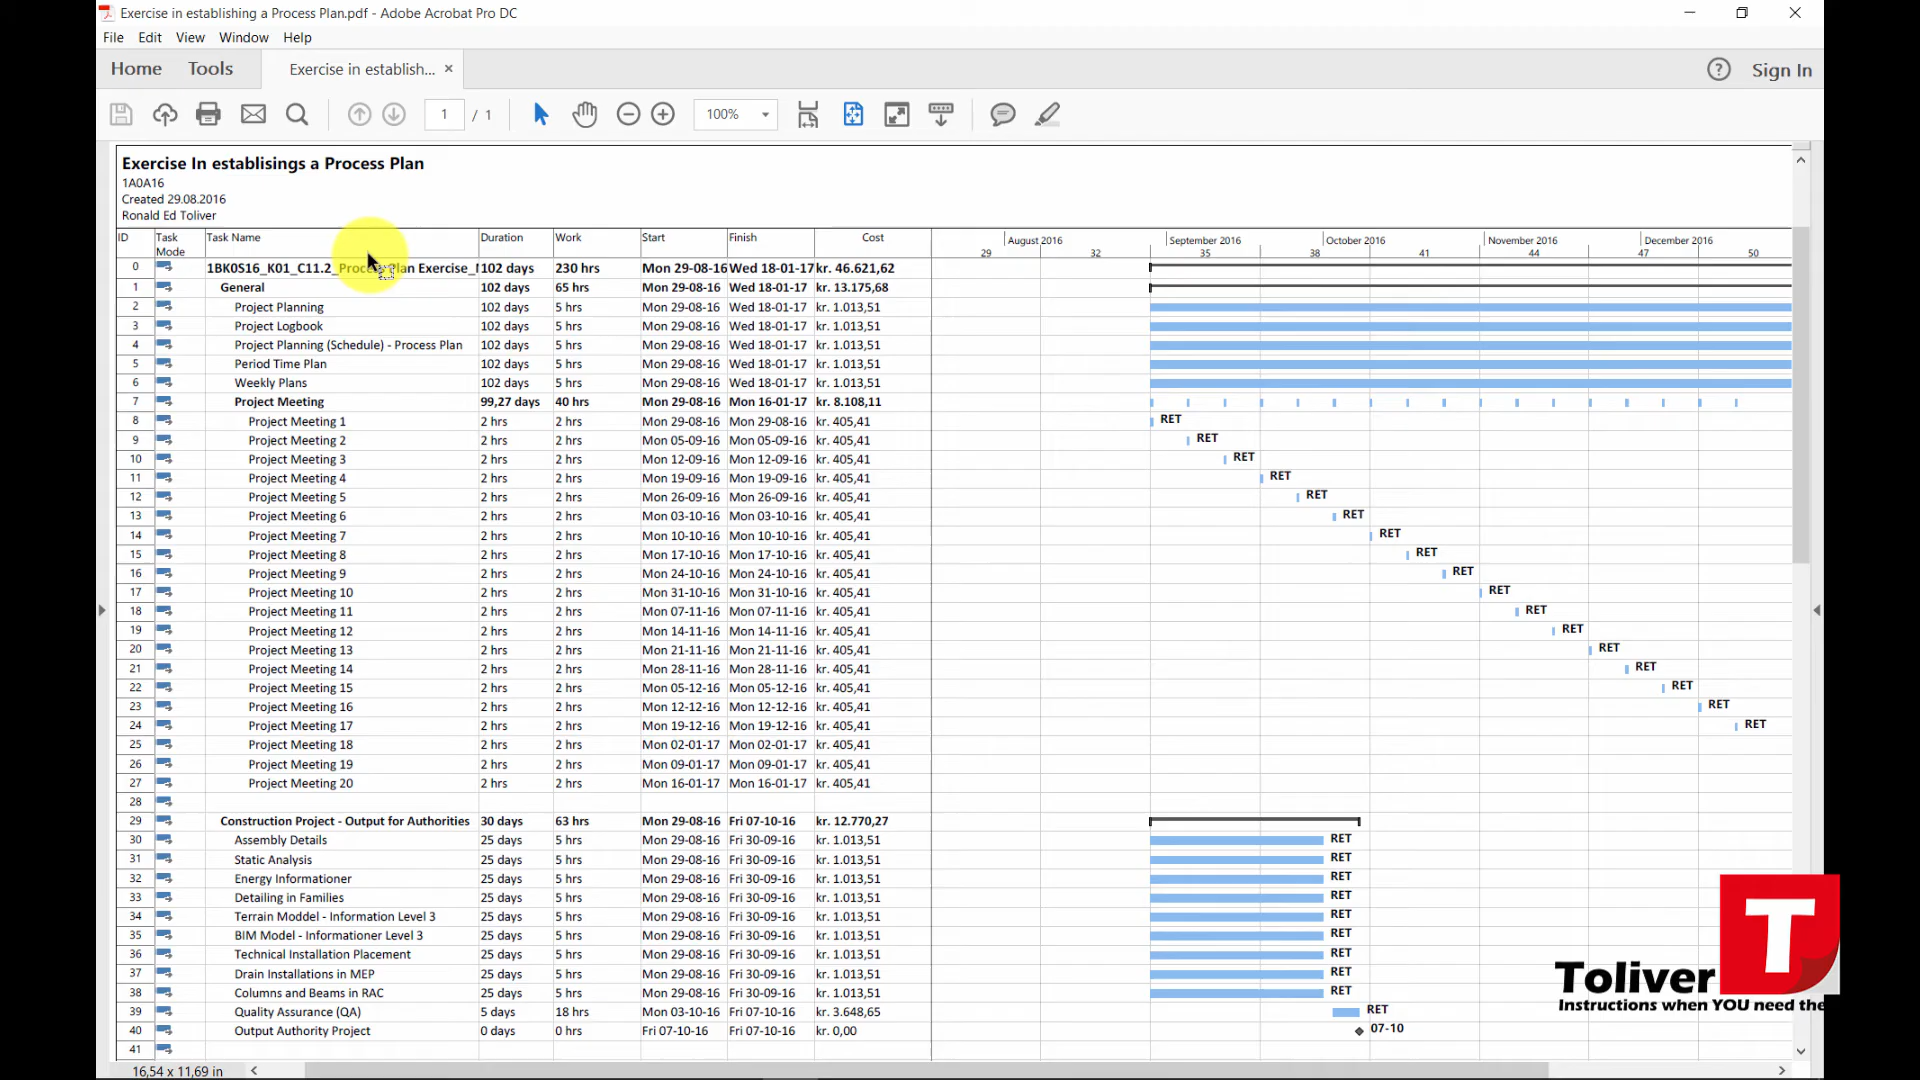 Exercise in establishing a Process Plan.pdf - Adobe Acrobat Pro DC
File Edit View Window Help
Home Tools Exercise in establish... × Sign In
1 / 1 100%
Exercise In establisings a Process Plan
1A0A16
Created 29.08.2016
Ronald Ed Toliver
ID Task Mode Task Name Duration Work Start Finish Cost August 2016 September 2016 October 2016 November 2016 December 2016
29 32 35 38 41 44 47 50
0 1BK0S16_K01_C11.2_Process Plan Exercise_ 102 days 230 hrs Mon 29-08-16 Wed 18-01-17 kr. 46.621,62
1 General 102 days 65 hrs Mon 29-08-16 Wed 18-01-17 kr. 13.175,68
2 Project Planning 102 days 5 hrs Mon 29-08-16 Wed 18-01-17 kr. 1.013,51
3 Project Logbook 102 days 5 hrs Mon 29-08-16 Wed 18-01-17 kr. 1.013,51
4 Project Planning (Schedule) - Process Plan 102 days 5 hrs Mon 29-08-16 Wed 18-01-17 kr. 1.013,51
5 Period Time Plan 102 days 5 hrs Mon 29-08-16 Wed 18-01-17 kr. 1.013,51
6 Weekly Plans 102 days 5 hrs Mon 29-08-16 Wed 18-01-17 kr. 1.013,51
7 Project Meeting 99,27 days 40 hrs Mon 29-08-16 Mon 16-01-17 kr. 8.108,11
8 Project Meeting 1 2 hrs 2 hrs Mon 29-08-16 Mon 29-08-16 kr. 405,41 RET
9 Project Meeting 2 2 hrs 2 hrs Mon 05-09-16 Mon 05-09-16 kr. 405,41 RET
10 Project Meeting 3 2 hrs 2 hrs Mon 12-09-16 Mon 12-09-16 kr. 405,41 RET
11 Project Meeting 4 2 hrs 2 hrs Mon 19-09-16 Mon 19-09-16 kr. 405,41 RET
12 Project Meeting 5 2 hrs 2 hrs Mon 26-09-16 Mon 26-09-16 kr. 405,41 RET
13 Project Meeting 6 2 hrs 2 hrs Mon 03-10-16 Mon 03-10-16 kr. 405,41 RET
14 Project Meeting 7 2 hrs 2 hrs Mon 10-10-16 Mon 10-10-16 kr. 405,41 RET
15 Project Meeting 8 2 hrs 2 hrs Mon 17-10-16 Mon 17-10-16 kr. 405,41 RET
16 Project Meeting 9 2 hrs 2 hrs Mon 24-10-16 Mon 24-10-16 kr. 405,41 RET
17 Project Meeting 10 2 hrs 2 hrs Mon 31-10-16 Mon 31-10-16 kr. 405,41 RET
18 Project Meeting 11 2 hrs 2 hrs Mon 07-11-16 Mon 07-11-16 kr. 405,41 RET
19 Project Meeting 12 2 hrs 2 hrs Mon 14-11-16 Mon 14-11-16 kr. 405,41 RET
20 Project Meeting 13 2 hrs 2 hrs Mon 21-11-16 Mon 21-11-16 kr. 405,41 RET
21 Project Meeting 14 2 hrs 2 hrs Mon 28-11-16 Mon 28-11-16 kr. 405,41 RET
22 Project Meeting 15 2 hrs 2 hrs Mon 05-12-16 Mon 05-12-16 kr. 405,41 RET
23 Project Meeting 16 2 hrs 2 hrs Mon 12-12-16 Mon 12-12-16 kr. 405,41 RET
24 Project Meeting 17 2 hrs 2 hrs Mon 19-12-16 Mon 19-12-16 kr. 405,41 RET
25 Project Meeting 18 2 hrs 2 hrs Mon 02-01-17 Mon 02-01-17 kr. 405,41
26 Project Meeting 19 2 hrs 2 hrs Mon 09-01-17 Mon 09-01-17 kr. 405,41
27 Project Meeting 20 2 hrs 2 hrs Mon 16-01-17 Mon 16-01-17 kr. 405,41
28
29 Construction Project - Output for Authorities 30 days 63 hrs Mon 29-08-16 Fri 07-10-16 kr. 12.770,27
30 Assembly Details 25 days 5 hrs Mon 29-08-16 Fri 30-09-16 kr. 1.013,51 RET
31 Static Analysis 25 days 5 hrs Mon 29-08-16 Fri 30-09-16 kr. 1.013,51 RET
32 Energy Informationer 25 days 5 hrs Mon 29-08-16 Fri 30-09-16 kr. 1.013,51 RET
33 Detailing in Families 25 days 5 hrs Mon 29-08-16 Fri 30-09-16 kr. 1.013,51 RET
34 Terrain Moddel - Information Level 3 25 days 5 hrs Mon 29-08-16 Fri 30-09-16 kr. 1.013,51 RET
35 BIM Model - Informationer Level 3 25 days 5 hrs Mon 29-08-16 Fri 30-09-16 kr. 1.013,51 RET
36 Technical Installation Placement 25 days 5 hrs Mon 29-08-16 Fri 30-09-16 kr. 1.013,51 RET
37 Drain Installations in MEP 25 days 5 hrs Mon 29-08-16 Fri 30-09-16 kr. 1.013,51 RET
38 Columns and Beams in RAC 25 days 5 hrs Mon 29-08-16 Fri 30-09-16 kr. 1.013,51 RET
39 Quality Assurance (QA) 5 days 18 hrs Mon 03-10-16 Fri 07-10-16 kr. 3.648,65 RET
40 Output Authority Project 0 days 0 hrs Fri 07-10-16 Fri 07-10-16 kr. 0,00 07-10
41
16,54 x 11,69 in
T
Toliver
Instructions when YOU need the